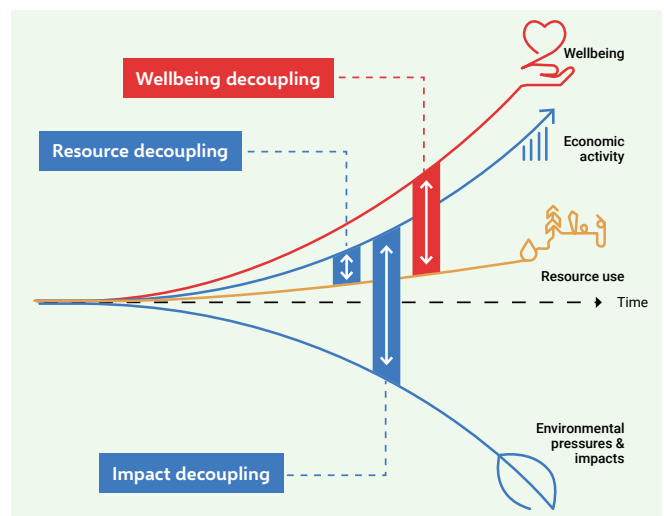 Wellbeing
Wellbeing decoupling
Economic
activity
Resource decoupling
Resource use
Time
Environmental
pressures &
impacts
Impact decoupling